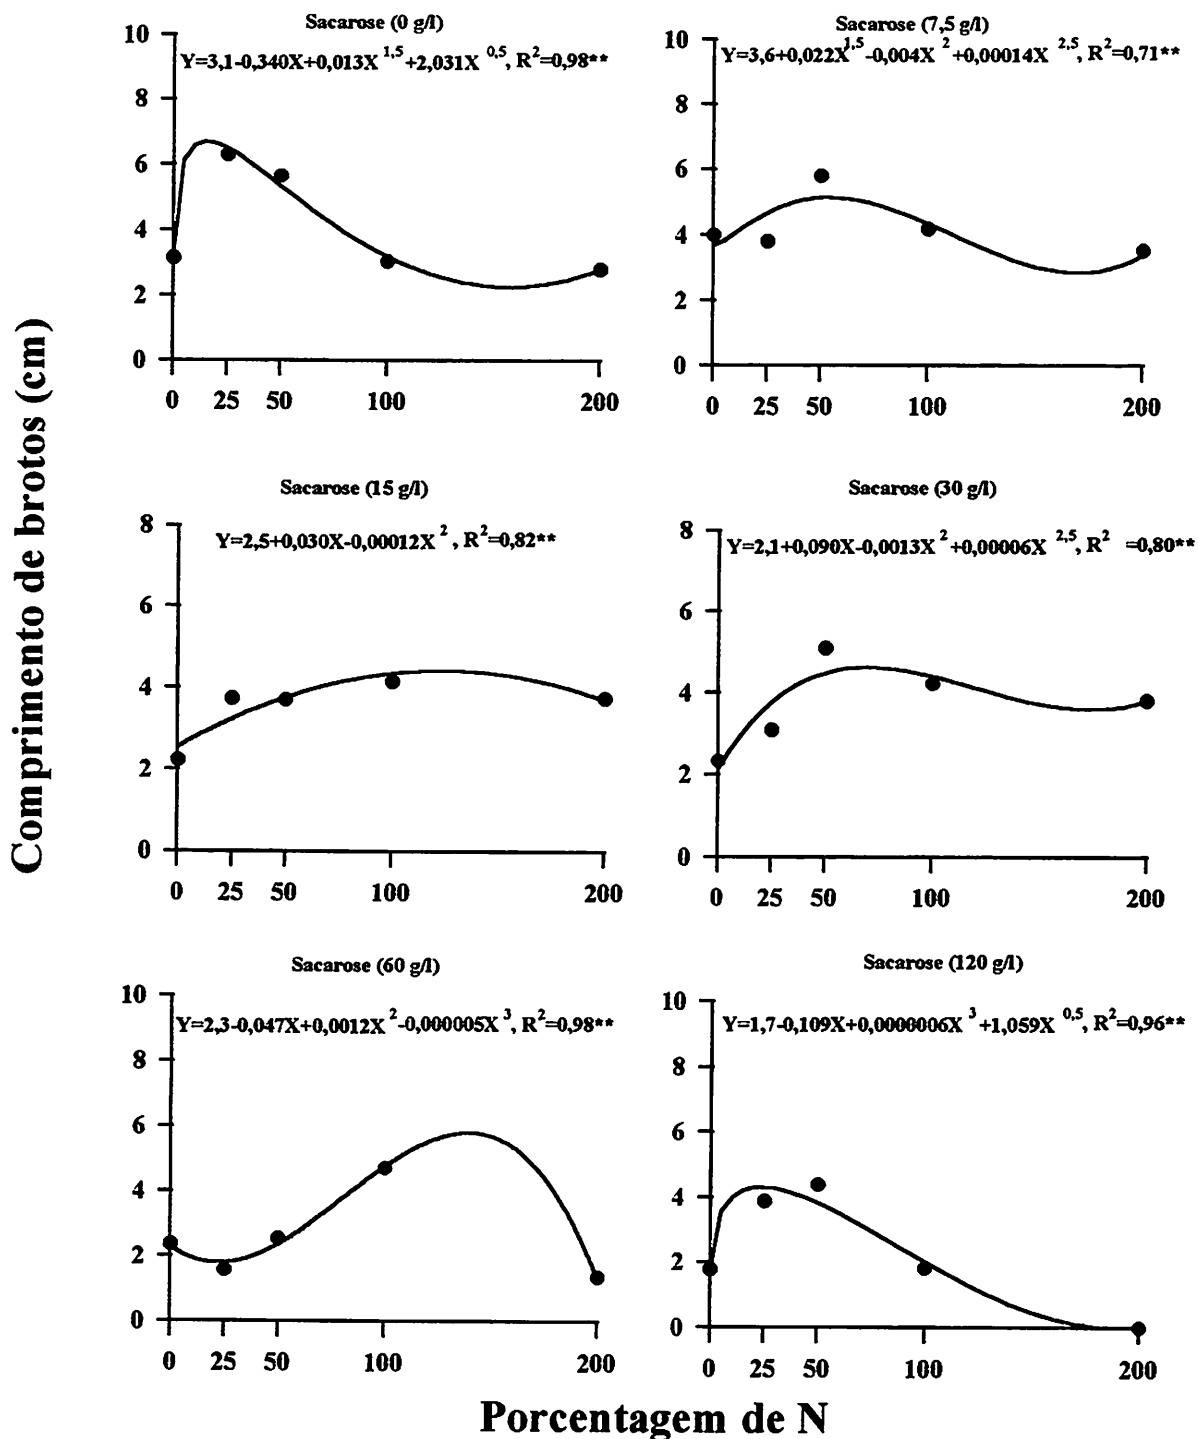 Comprimento de brotos (cm)
Sacarose (0 g/l)
Y=3,1-0,340X+0,013X^1,5+2,031X^0,5, R^2=0,98**
10
8
6
4
2
0
0 25 50 100 200
Sacarose (7,5 g/l)
Y=3,6+0,022X^1,5-0,004X^2+0,00014X^2,5, R^2=0,71**
10
8
6
4
2
0
0 25 50 100 200
Sacarose (15 g/l)
Y=2,5+0,030X-0,00012X^2, R^2=0,82**
8
6
4
2
0
0 25 50 100 200
Sacarose (30 g/l)
Y=2,1+0,090X-0,0013X^2+0,00006X^2,5, R^2 =0,80**
8
6
4
2
0
0 25 50 100 200
Sacarose (60 g/l)
Y=2,3-0,047X+0,0012X^2-0,000005X^3, R^2=0,98**
10
8
6
4
2
0
0 25 50 100 200
Sacarose (120 g/l)
Y=1,7-0,109X+0,0000006X^3+1,059X^0,5, R^2=0,96**
10
8
6
4
2
0
0 25 50 100 200
Porcentagem de N